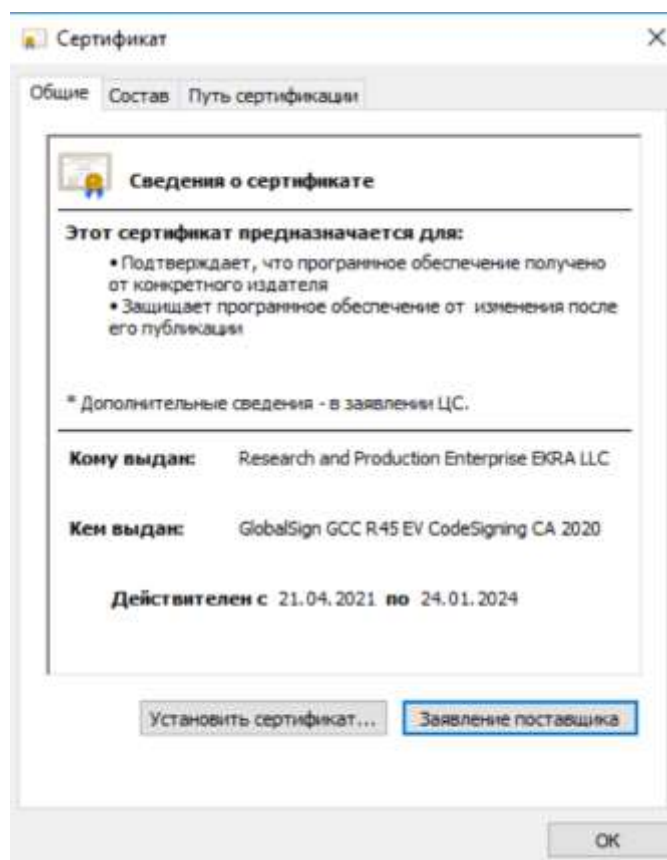 Сертификат
Общие Состав Путь сертификации
Сведения о сертификате
Этот сертификат предназначается для:
• Подтверждает, что программное обеспечение получено
от конкретного издателя
• Защищает программное обеспечение от изменения после
его публикации
* Дополнительные сведения - в заявлении ЦС.
Кому выдан: Research and Production Enterprise EKRA LLC
Кем выдан: GlobalSign GCC R45 EV CodeSigning CA 2020
Действителен с 21.04.2021 по 24.01.2024
Установить сертификат... Заявление поставщика
ОК